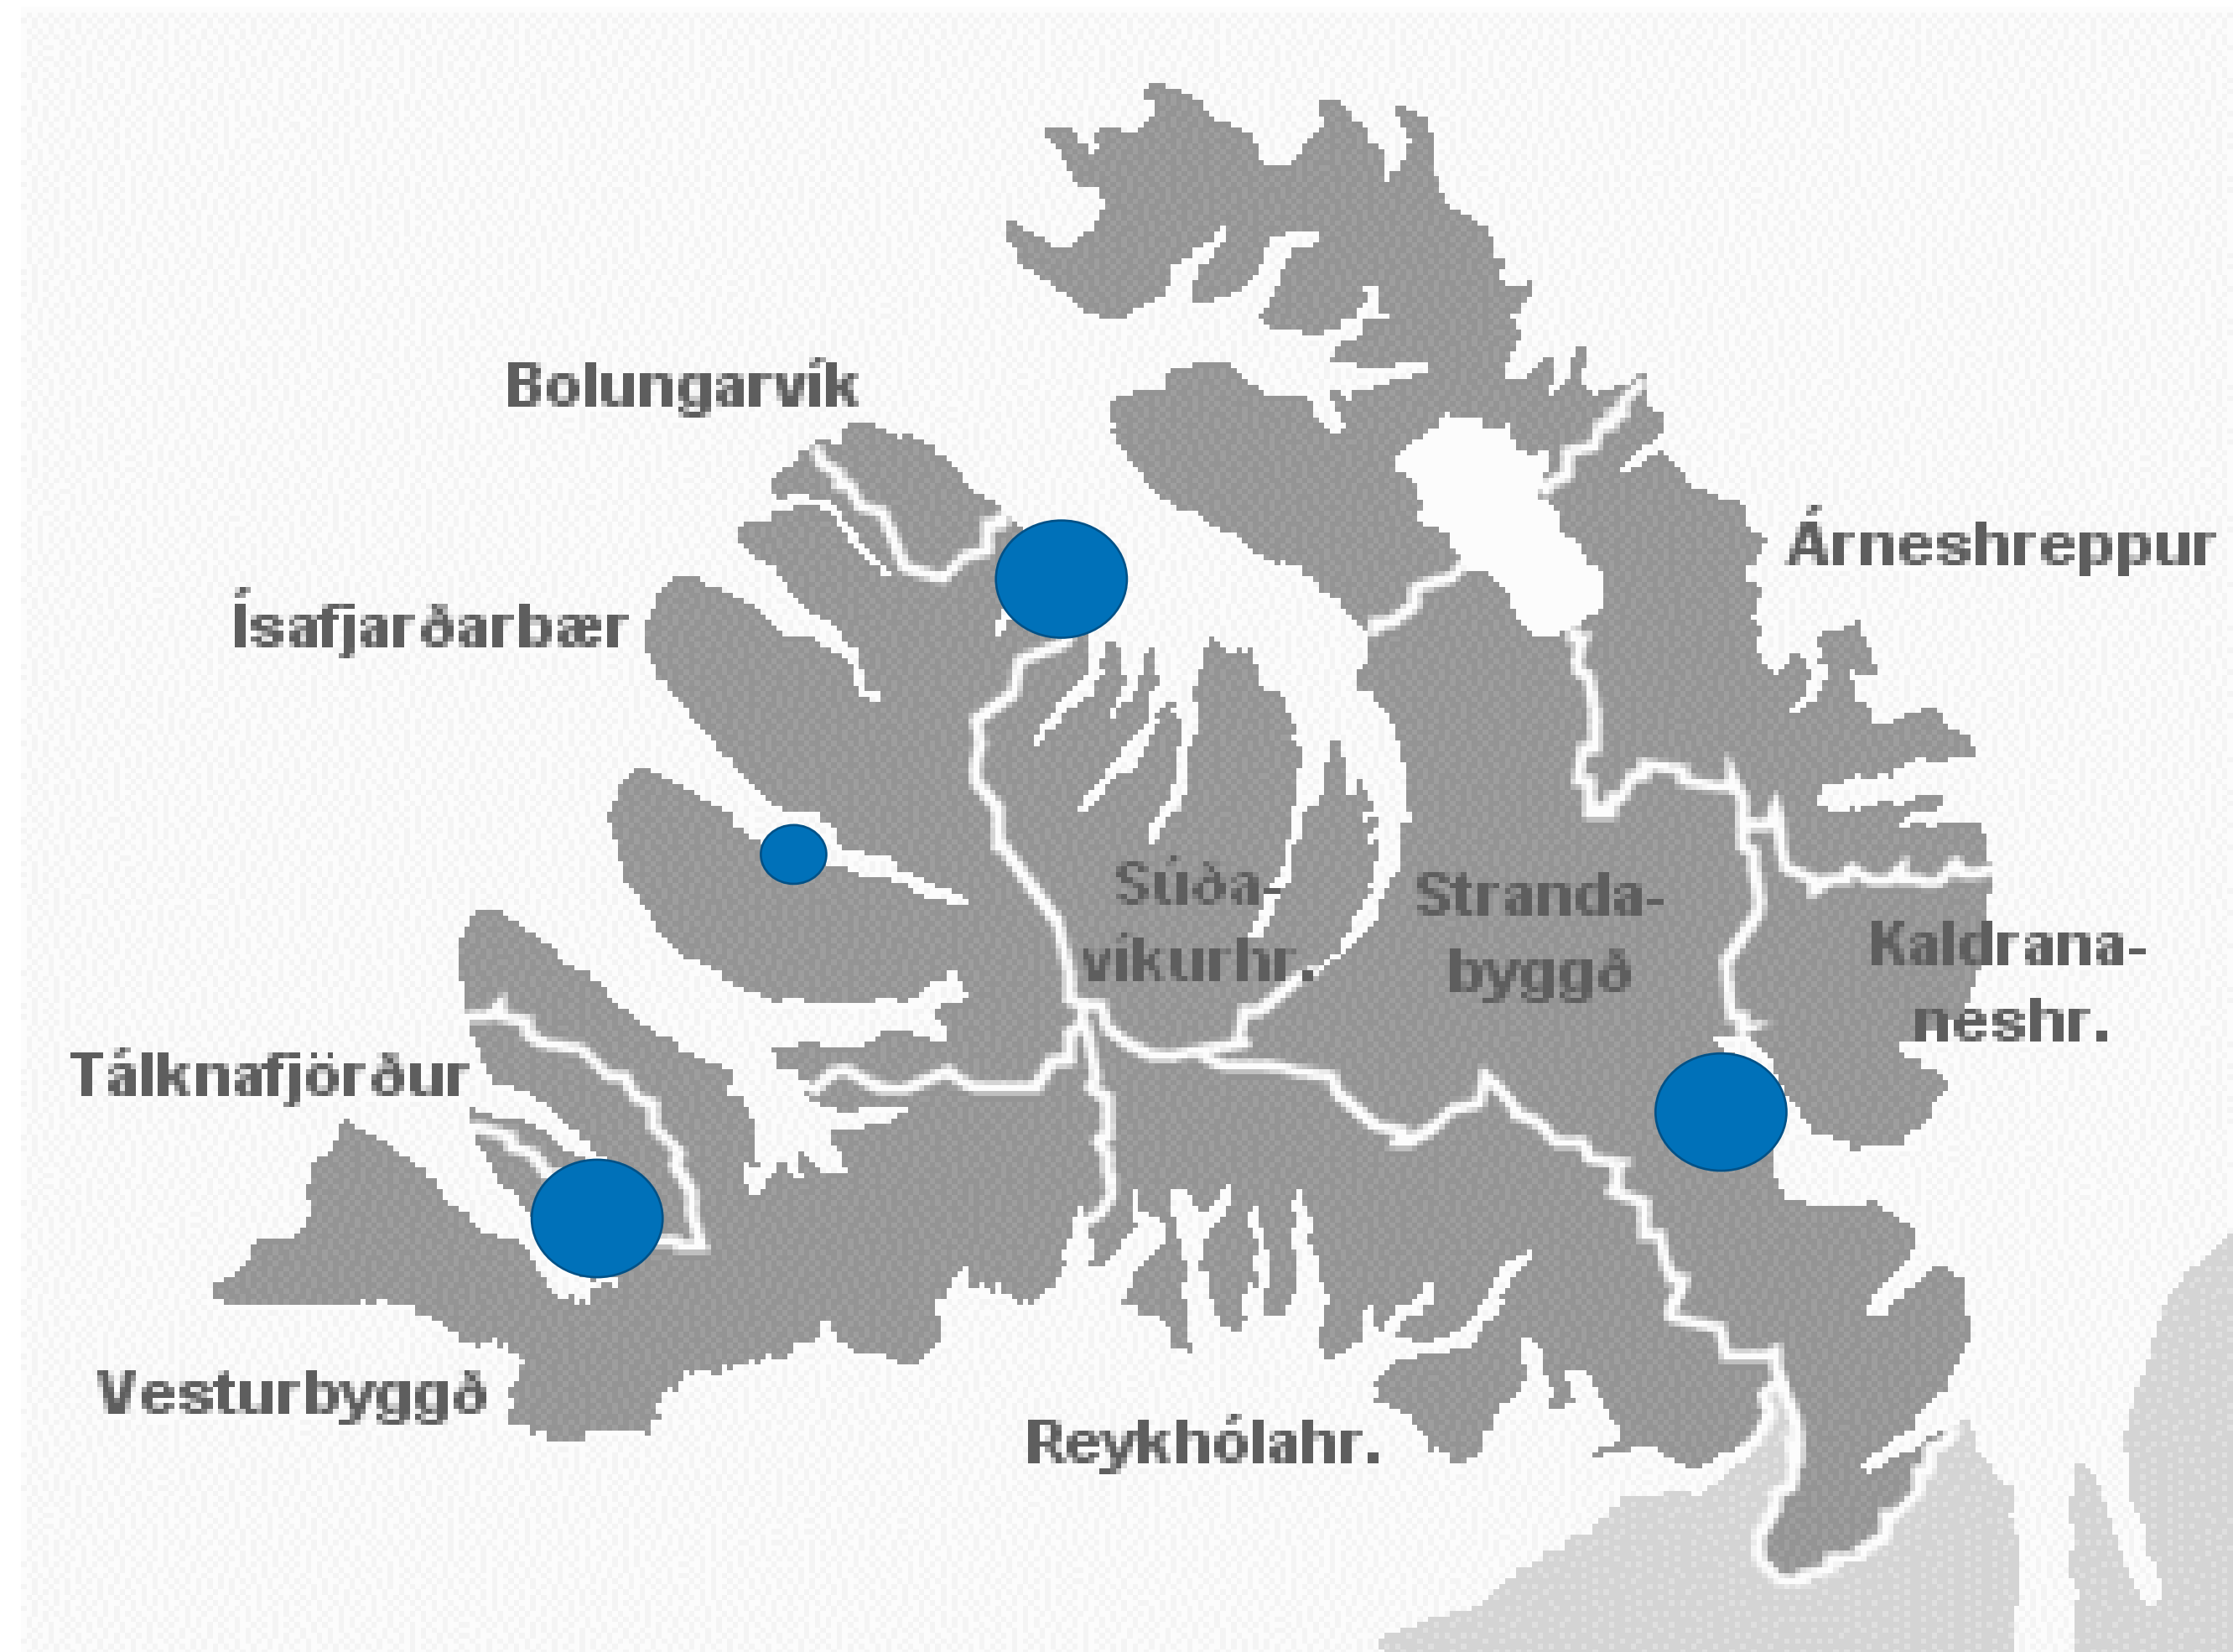 Bolungarvík
Árneshreppur
Ísafjarðarbær
Súða-
víkurhr.
Stranda-
byggð
Kaldrana-
neshr.
Tálknafjörður
Vesturbyggð
Reykhólahr.